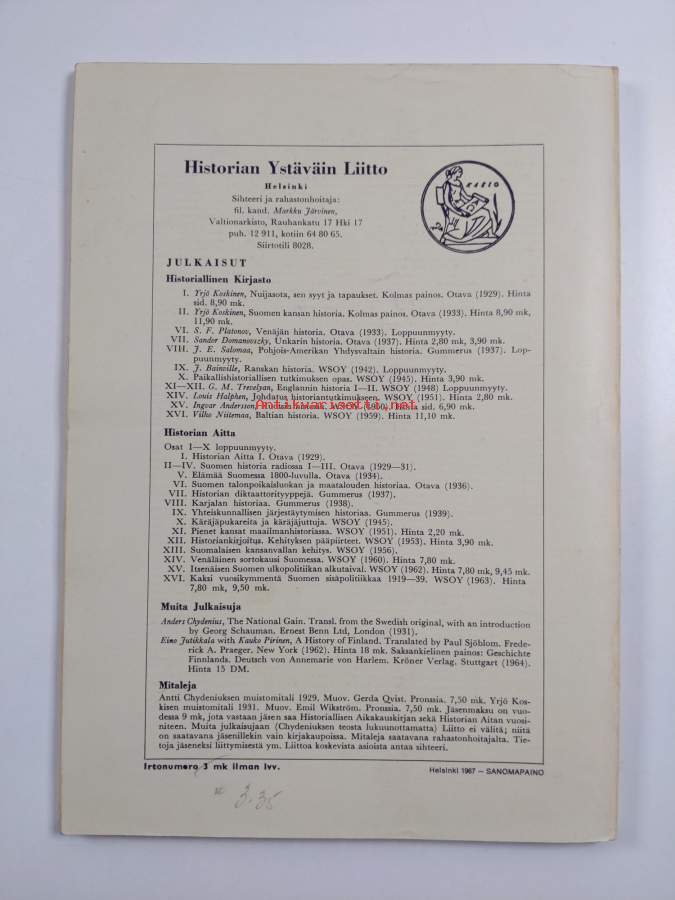 Historian Ystäväin Liitto
Helsinki
Sihteeri ja rahastonhoitaja:
fil. kand. Markku Järvinen,
Valtionarkisto, Rauhankatu 17 Hki 17
puh. 12 911, kotiin 64 80 65.
Siirtotili 8028.
JULKAISUT
Historiallinen Kirjasto
I. Yrjö Koskinen, Nuijasota, sen syyt ja tapaukset. Kolmas painos. Otava (1929). Hinta
sid. 8,90 mk.
II. Yrjö Koskinen, Suomen kansan historia. Kolmas painos. Otava (1933). Hinta 8,90 mk,
11,90 mk.
VI. S. F. Platonov, Venäjän historia. Otava (1933). Loppuunmyyty.
VII. Sandor Domanovszky, Unkarin historia. Otava (1937). Hinta 2,80 mk, 3,90 mk.
VIII. J. E. Salomaa, Pohjois-Amerikan Yhdysvaltain historia. Gummerus (1937). Lop-
puunmyyty.
IX. J. Bainville, Ranskan historia. WSOY (1942). Loppuunmyyty.
X. Paikallishistoriallisen tutkimuksen opas. WSOY (1945). Hinta 3,90 mk.
XI—XII. G. M. Trevelyan, Englannin historia I—II. WSOY (1948) Loppuunmyyty.
XIV. Louis Halphen, Johdatus historiantutkimukseen. WSOY (1951). Hinta 2,80 mk.
XV. Ingvar Andersson, historia. WSOY (1950). Hinta sid. 6,90 mk.
Antikvariaatti.net
XVI. Vilho Niitemaa, Baltian historia. WSOY (1959). Hinta 11,10 mk.
Historian Aitta
Osat I—X loppuunmyyty.
I. Historian Aitta I. Otava (1929).
II—IV. Suomen historia radiossa I—III. Otava (1929—31).
V. Elämää Suomessa 1800-luvulla. Otava (1934).
VI. Suomen talonpoikaisluokan ja maatalouden historiaa. Otava (1936).
VII. Historian diktaattorityyppejä. Gummerus (1937).
VIII. Karjalan historiaa. Gummerus (1938).
IX. Yhteiskunnallisen järjestäytymisen historiaa. Gummerus (1939).
X. Käräjäpukareita ja käräjäjuttuja. WSOY (1945).
XI. Pienet kansat maailmanhistoriassa. WSOY (1951). Hinta 2,20 mk.
XII. Historiankirjoitus. Kehityksen pääpiirteet. WSOY (1953). Hinta 3,90 mk.
XIII. Suomalaisen kansanvallan kehitys. WSOY (1956).
XIV. Venäläinen sortokausi Suomessa. WSOY (1960). Hinta 7,80 mk.
XV. Itsenäisen Suomen ulkopolitiikan alkutaival. WSOY (1962). Hinta 7,80 mk, 9,45 mk.
XVI. Kaksi vuosikymmentä Suomen sisäpolitiikkaa 1919—39. WSOY (1963). Hinta
7,80 mk, 9,50 mk.
Muita Julkaisuja
Anders Chydenius, The National Gain. Transl. from the Swedish original, with an introduction
by Georg Schauman. Ernest Benn Ltd, London (1931).
Eino Jutikkala with Kauko Pirinen, A History of Finland. Translated by Paul Sjöblom. Frede-
rick A. Praeger. New York (1962). Hinta 18 mk. Saksankielinen painos: Geschichte
Finnlands. Deutsch von Annemarie von Harlem. Kröner Verlag. Stuttgart (1964).
Hinta 15 DM.
Mitaleja
Antti Chydeniuksen muistomitali 1929. Muov. Gerda Qvist. Pronssia. 7,50 mk. Yrjö Kos-
kisen muistomitali 1931. Muov. Emil Wikström. Pronssia. 7,50 mk. Jäsenmaksu on vuo-
dessa 9 mk, jota vastaan jäsen saa Historiallisen Aikakauskirjan sekä Historian Aitan vuosi-
niteen. Muita julkaisujaan (Chydeniuksen teosta lukuunottamatta) Liitto ei välitä; niitä
on saatavana jäsenillekin vain kirjakaupoissa. Mitaleja saatavana rahastonhoitajalta. Tie-
toja jäseneksi liittymisestä ym. Liittoa koskevista asioista antaa sihteeri.
Irtonumero 3 mk ilman lvv.
Helsinki 1967 — SANOMAPAINO
3.35